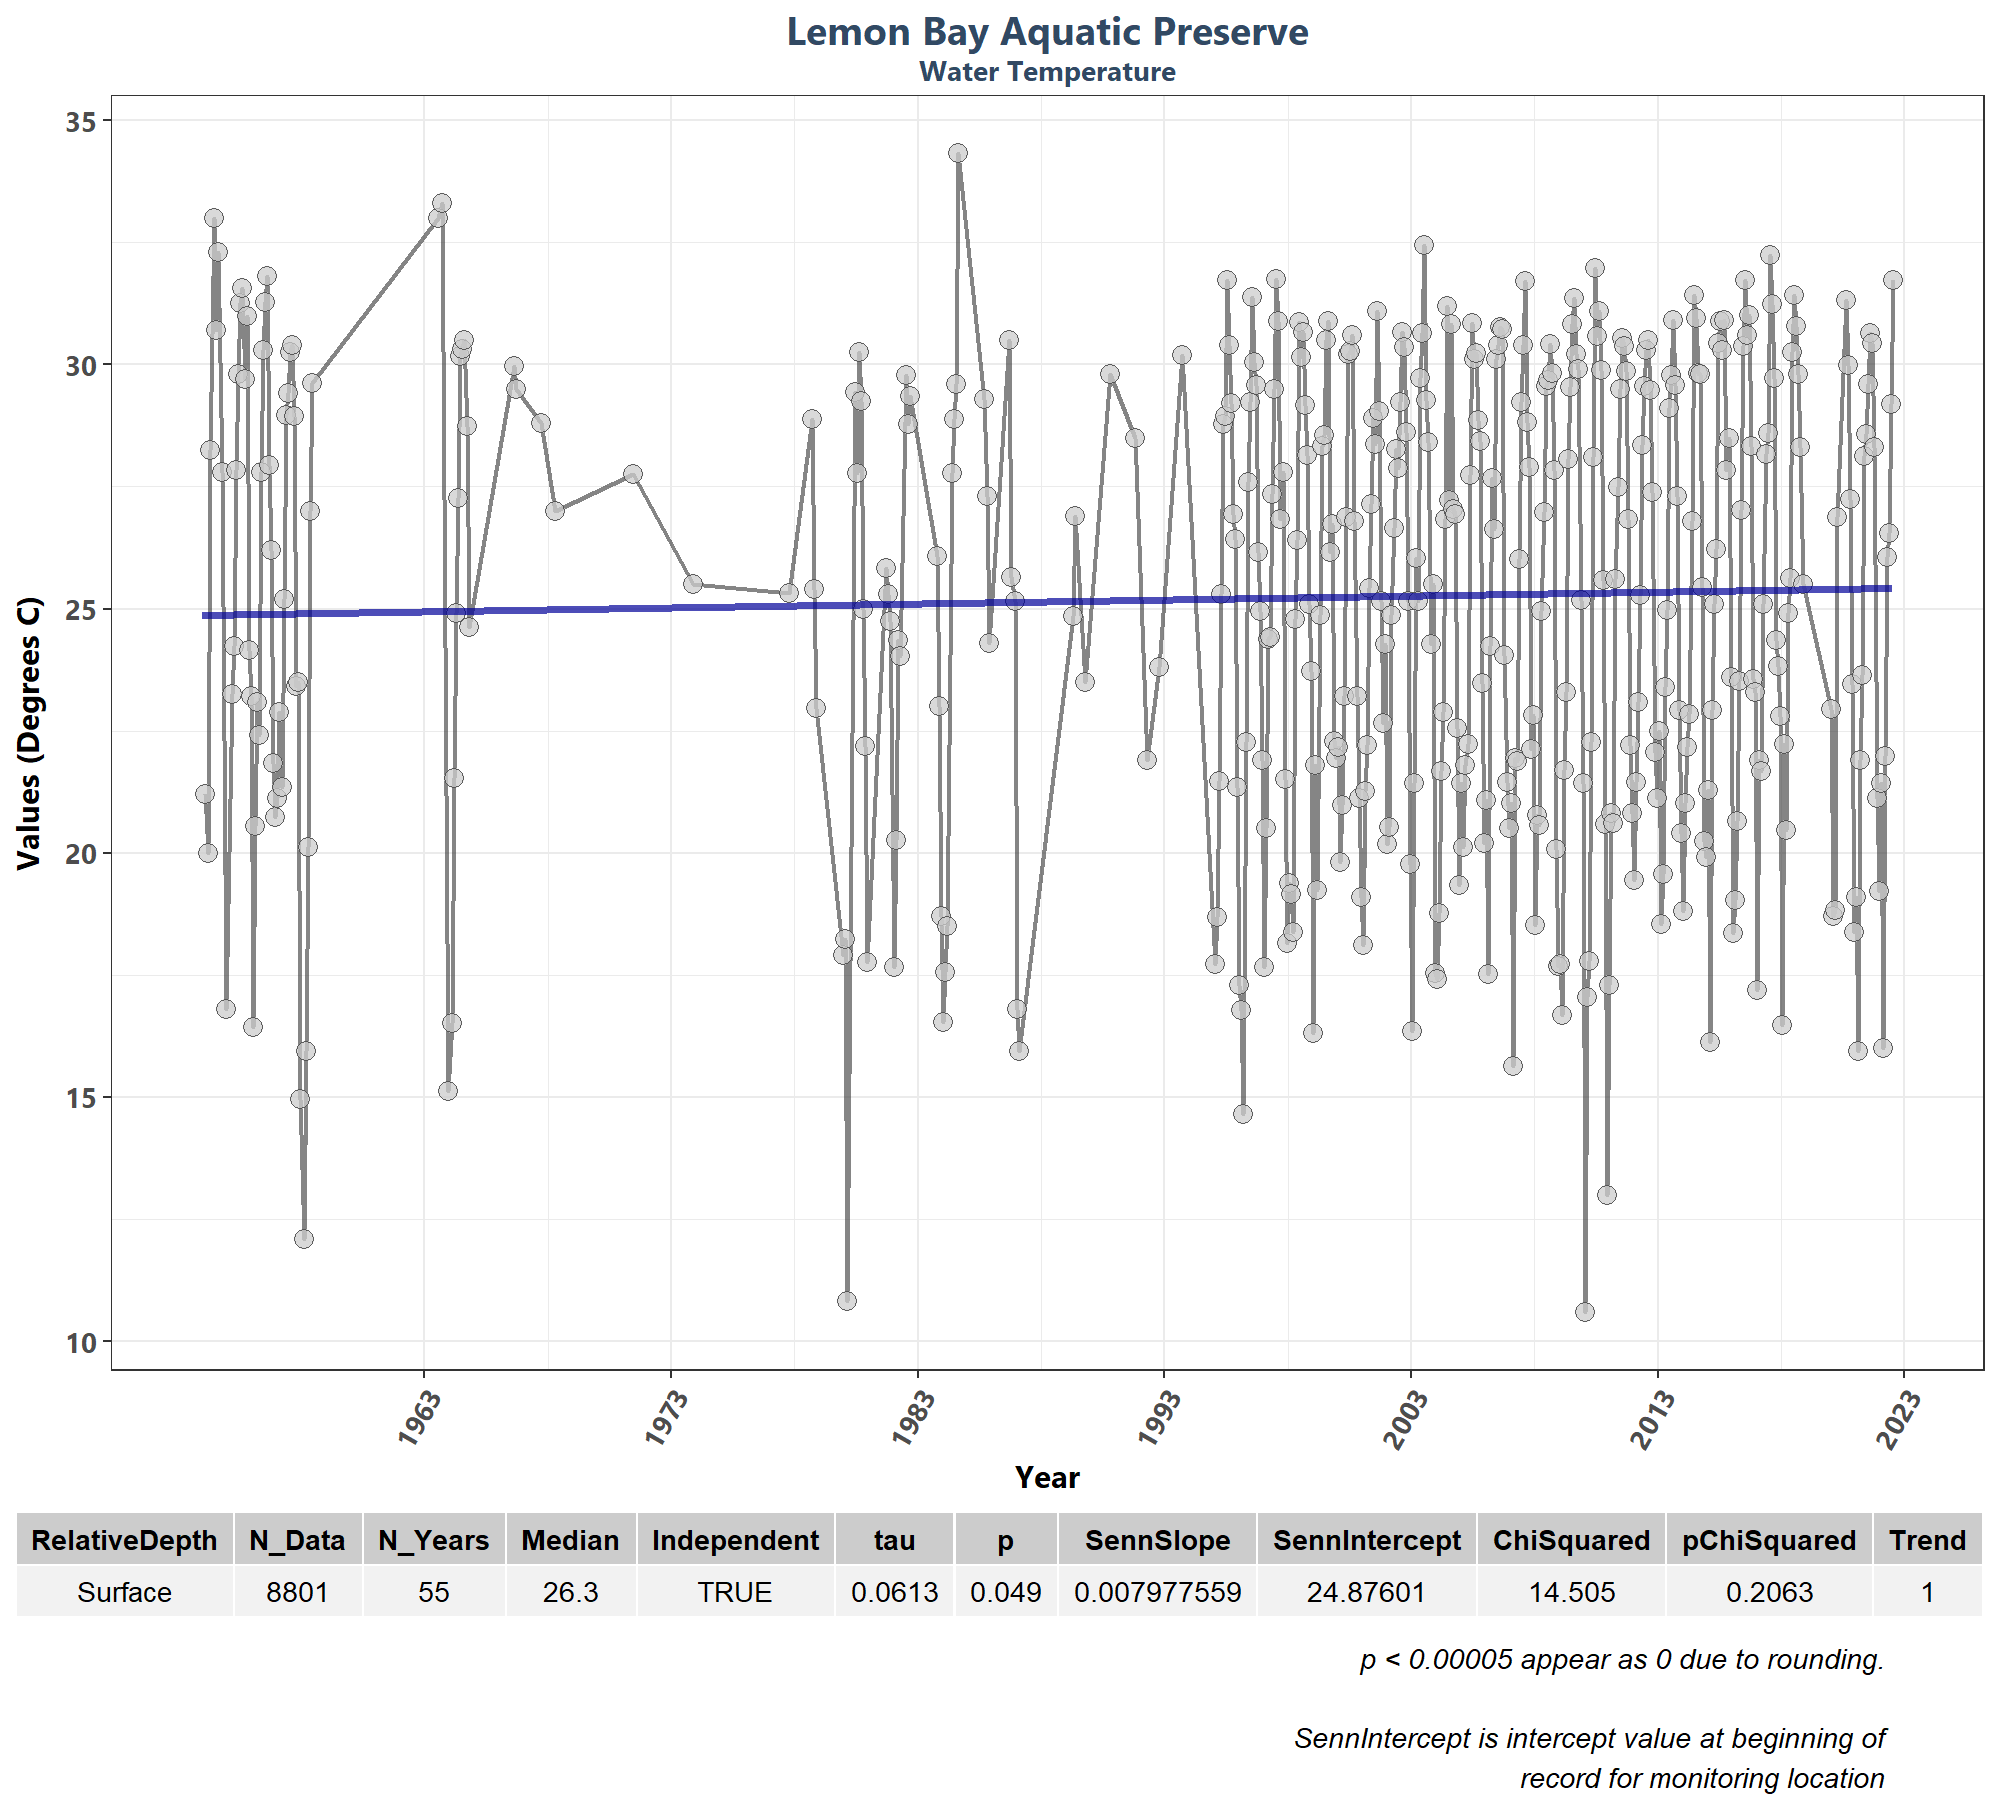 Lemon Bay Aquatic Preserve
Water Temperature
Values (Degrees C)
35
30
25
20
15
10
1963
1973
1983
1993
2003
2013
2023
Year
RelativeDepth N_Data N_Years Median Independent tau p SennSlope SennIntercept ChiSquared pChiSquared Trend
Surface 8801 55 26.3 TRUE 0.0613 0.049 0.007977559 24.87601 14.505 0.2063 1
p < 0.00005 appear as 0 due to rounding.
SennIntercept is intercept value at beginning of
record for monitoring location